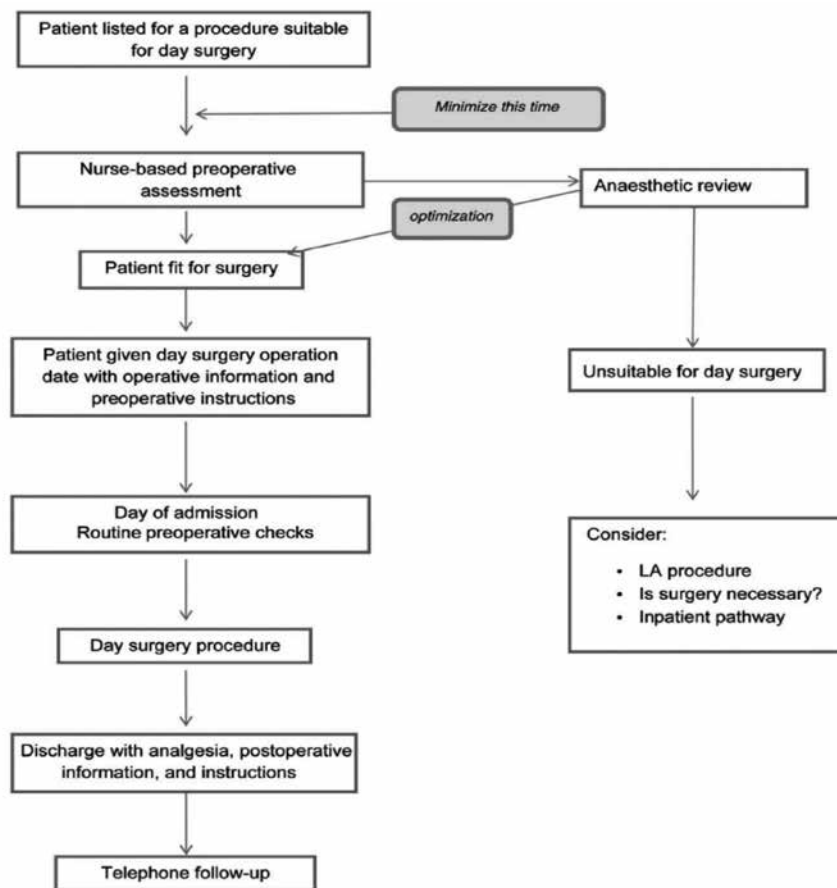 Patient listed for a procedure suitable
for day surgery
Minimize this time
Nurse-based preoperative
assessment
Anaesthetic review
optimization
Patient fit for surgery
Patient given day surgery operation
date with operative information and
preoperative instructions
Unsuitable for day surgery
Day of admission
Routine preoperative checks
Consider:
• LA procedure
• Is surgery necessary?
• Inpatient pathway
Day surgery procedure
Discharge with analgesia, postoperative
information, and instructions
Telephone follow-up